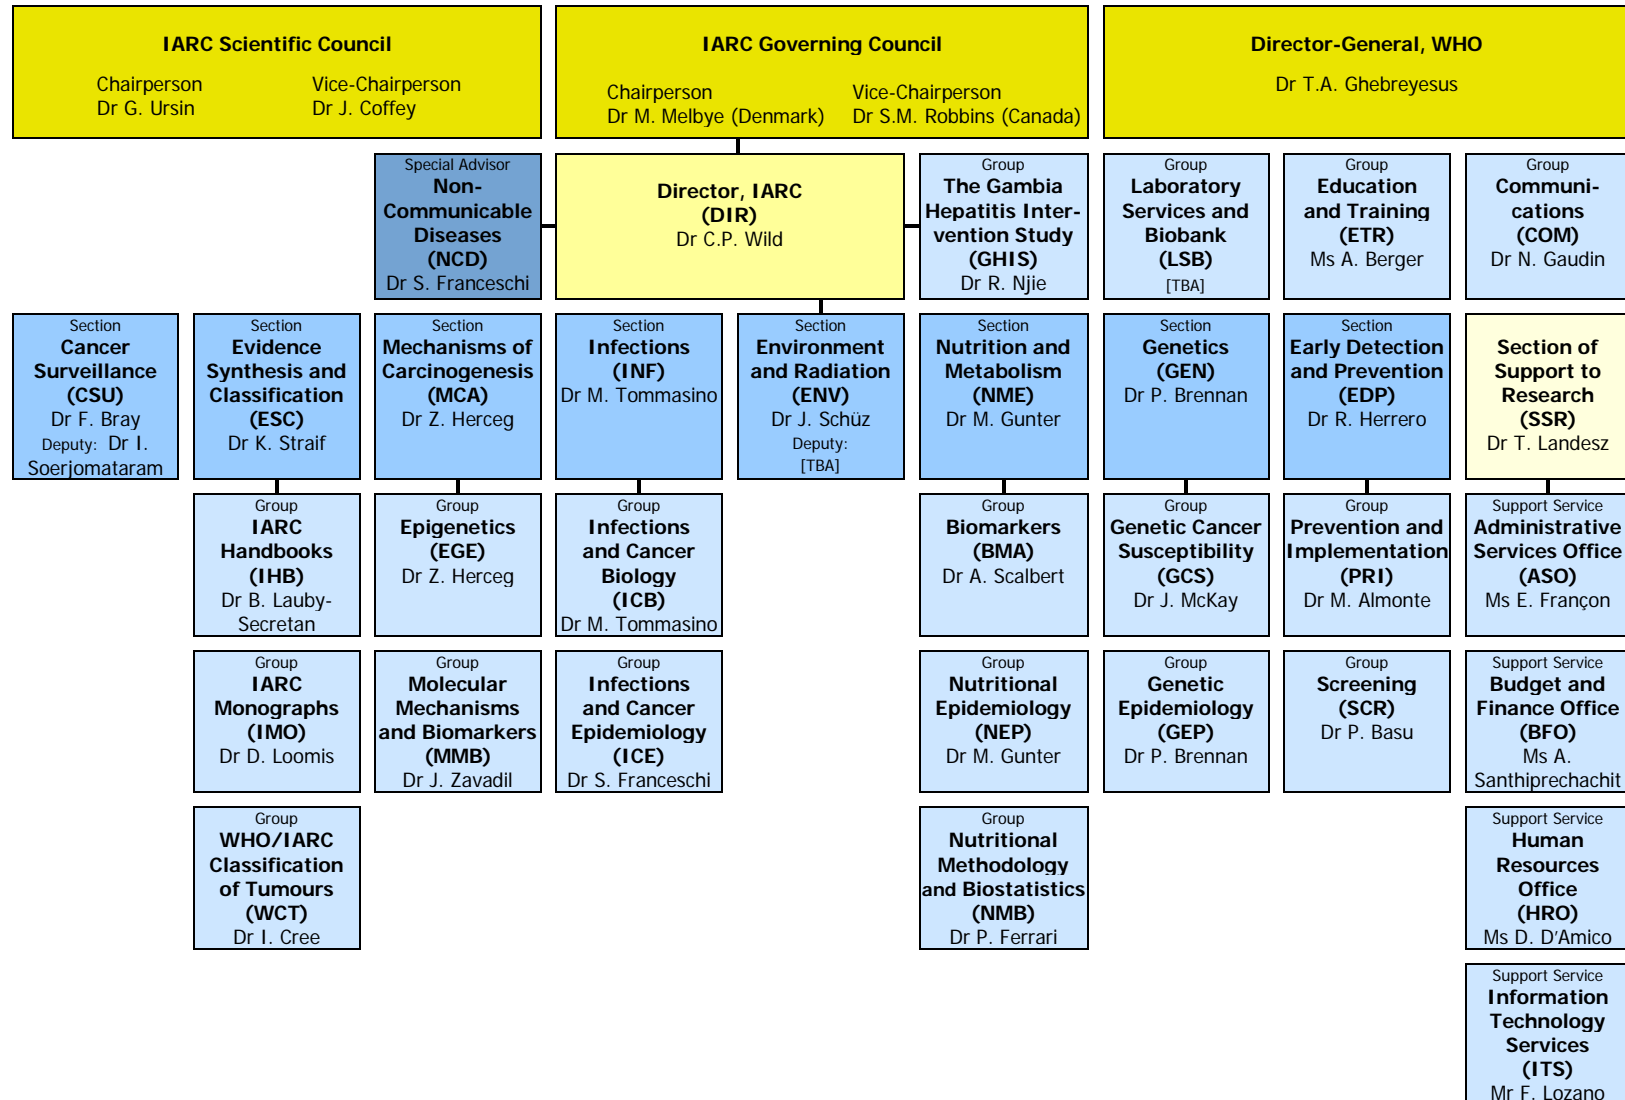 IARC Scientific Council
Chairperson
Dr G. Ursin
Vice-Chairperson
Dr J. Coffey
IARC Governing Council
Chairperson
Dr M. Melbye (Denmark)
Vice-Chairperson
Dr S.M. Robbins (Canada)
Director-General, WHO
Dr T.A. Ghebreyesus
Special Advisor
Non-
Communicable
Diseases
(NCD)
Dr S. Franceschi
Director, IARC
(DIR)
Dr C.P. Wild
Group
The Gambia
Hepatitis Inter-
vention Study
(GHIS)
Dr R. Njie
Group
Laboratory
Services and
Biobank
(LSB)
[TBA]
Group
Education
and Training
(ETR)
Ms A. Berger
Group
Communi-
cations
(COM)
Dr N. Gaudin
Section
Cancer
Surveillance
(CSU)
Dr F. Bray
Deputy: Dr I.
Soerjomataram
Section
Evidence
Synthesis and
Classification
(ESC)
Dr K. Straif
Section
Mechanisms of
Carcinogenesis
(MCA)
Dr Z. Herceg
Section
Infections
(INF)
Dr M. Tommasino
Section
Environment
and Radiation
(ENV)
Dr J. Schüz
Deputy:
[TBA]
Section
Nutrition and
Metabolism
(NME)
Dr M. Gunter
Section
Genetics
(GEN)
Dr P. Brennan
Section
Early Detection
and Prevention
(EDP)
Dr R. Herrero
Section of
Support to
Research
(SSR)
Dr T. Landesz
Group
IARC
Handbooks
(IHB)
Dr B. Lauby-
Secretan
Group
Epigenetics
(EGE)
Dr Z. Herceg
Group
Infections
and Cancer
Biology
(ICB)
Dr M. Tommasino
Group
Biomarkers
(BMA)
Dr A. Scalbert
Group
Genetic Cancer
Susceptibility
(GCS)
Dr J. McKay
Group
Prevention and
Implementation
(PRI)
Dr M. Almonte
Support Service
Administrative
Services Office
(ASO)
Ms E. Françon
Group
IARC
Monographs
(IMO)
Dr D. Loomis
Group
Molecular
Mechanisms
and Biomarkers
(MMB)
Dr J. Zavadil
Group
Infections
and Cancer
Epidemiology
(ICE)
Dr S. Franceschi
Group
Nutritional
Epidemiology
(NEP)
Dr M. Gunter
Group
Genetic
Epidemiology
(GEP)
Dr P. Brennan
Group
Screening
(SCR)
Dr P. Basu
Support Service
Budget and
Finance Office
(BFO)
Ms A.
Santhiprechachit
Group
WHO/IARC
Classification
of Tumours
(WCT)
Dr I. Cree
Group
Nutritional
Methodology
and Biostatistics
(NMB)
Dr P. Ferrari
Support Service
Human
Resources
Office
(HRO)
Ms D. D'Amico
Support Service
Information
Technology
Services
(ITS)
Mr F. Lozano